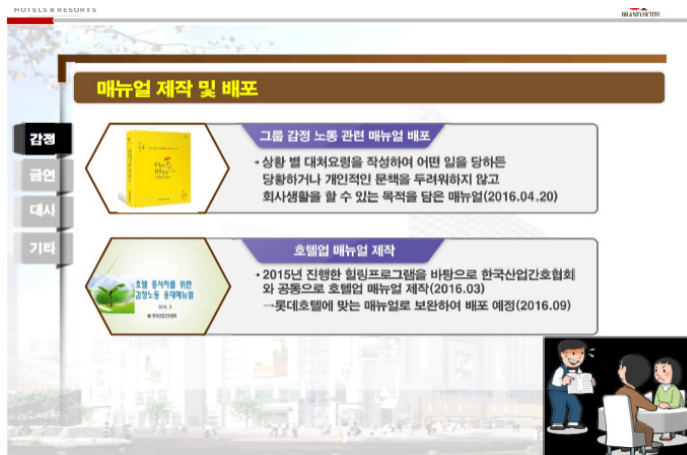 HOTELS & RESORTS
BRAND HOTEL
매뉴얼 제작 및 배포
감정
금연
대사
기타
그룹 감정 노동 관련 매뉴얼 배포
•상황 별 대처요령을 작성하여 어떤 일을 당하든
당황하거나 개인적인 문책을 두려워하지 않고
회사생활을 할 수 있는 목적을 담은 매뉴얼(2016.04.20)
호텔업 매뉴얼 제작
•2015년 진행한 힐링프로그램을 바탕으로 한국산업간호협회
와 공통으로 호텔업 매뉴얼 제작(2016.03)
→롯데호텔에 맞는 매뉴얼로 보완하여 배포 예정(2016.09)
호텔 종사자를 위한
감정노동 응대매뉴얼